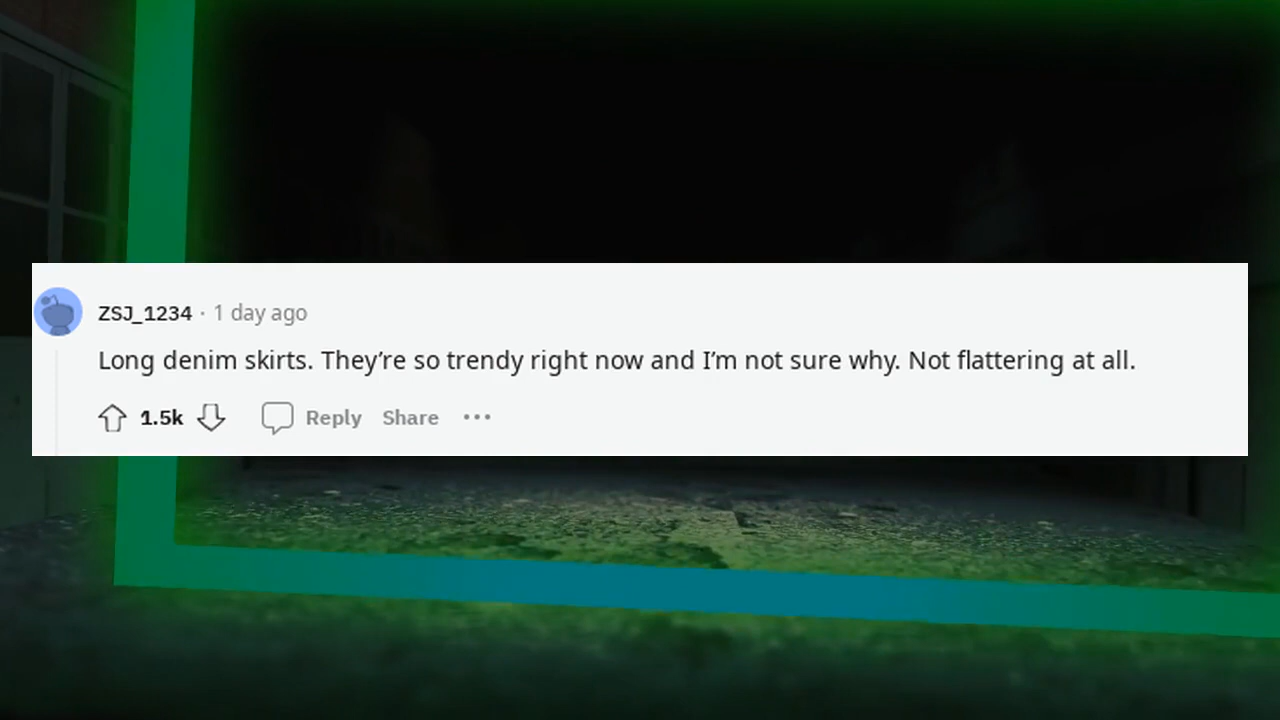 ZSJ_1234 · 1 day ago
Long denim skirts. They’re so trendy right now and I’m not sure why. Not flattering at all.
1.5k Reply Share ···